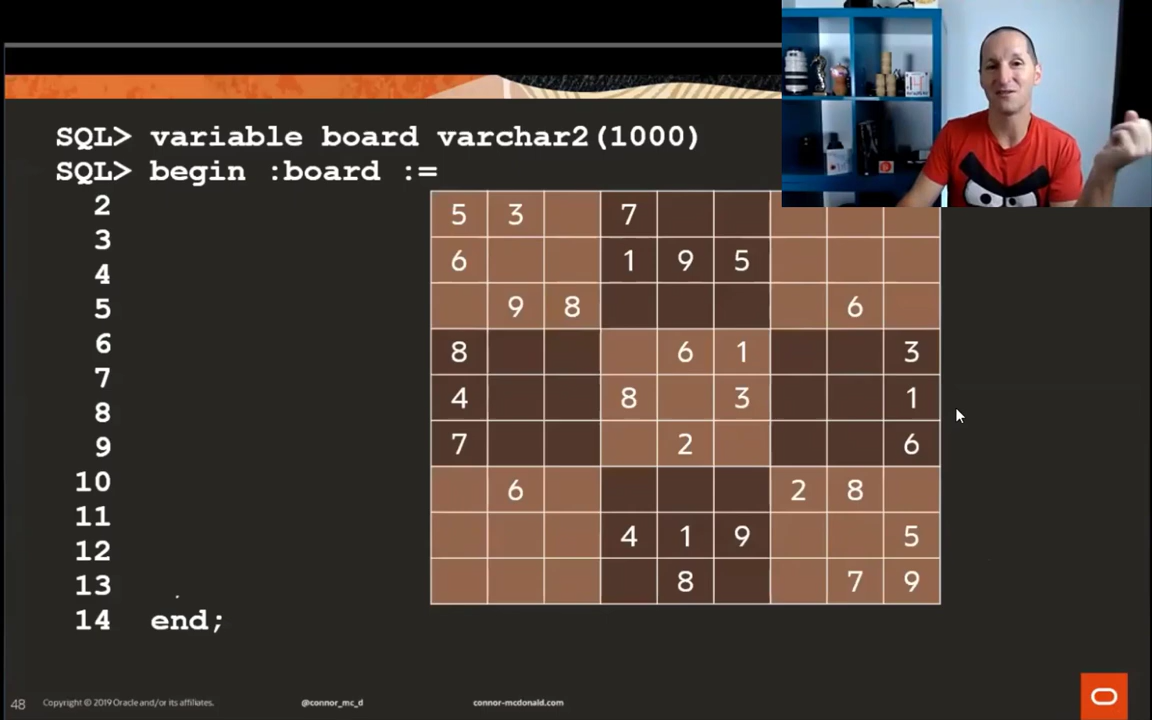 SQL> variable board varchar2(1000)
SQL> begin :board :=
2
5 3 7
3
6 1 9 5
4
5
9 8 6
6
8 6 1 3
7
4 8 3 1
8
9
7 2 6
10
6 2 8
11
4 1 9 5
12
13
8 7 9
14 end;
48 Copyright © 2019 Oracle and/or its affiliates. @connor_mc_d connor-mcdonald.com